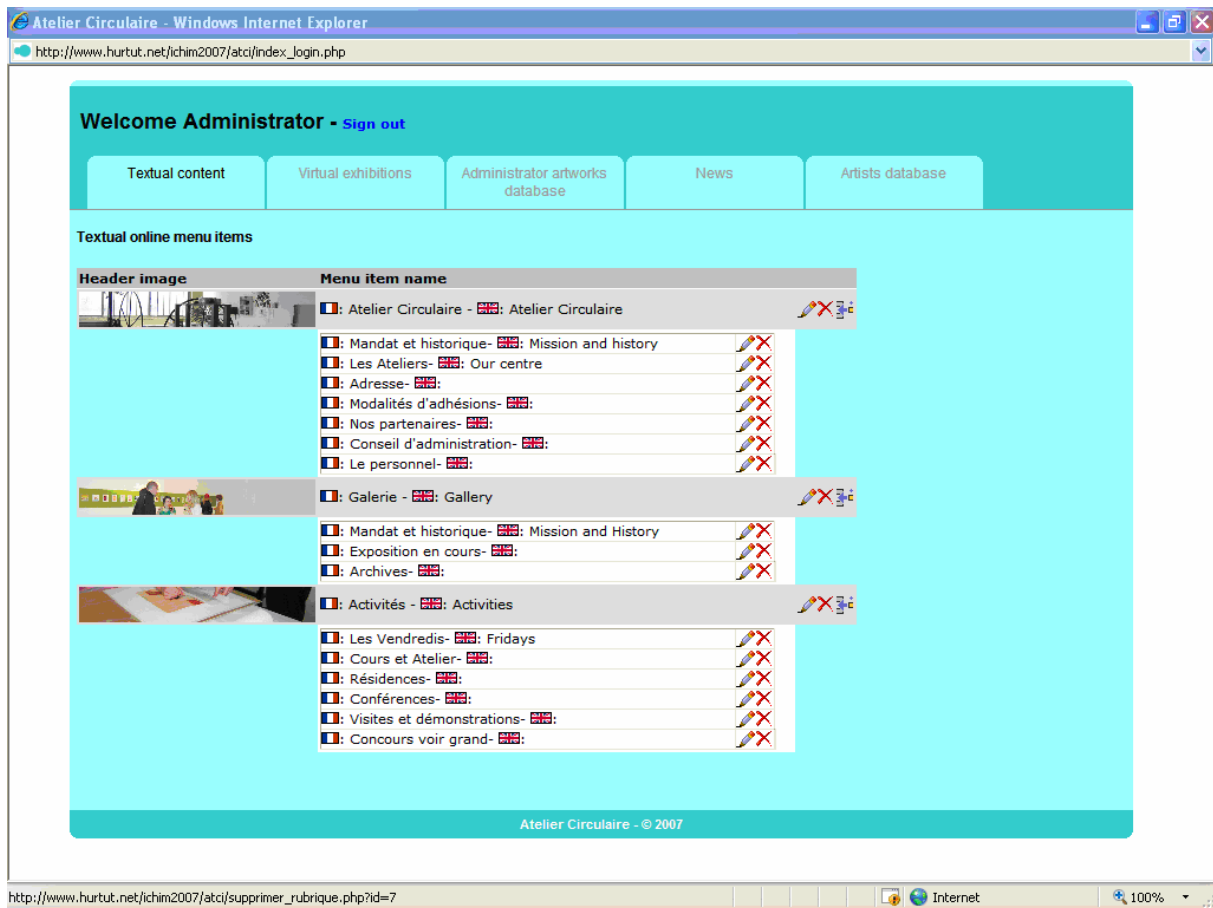 Atelier Circulaire - Windows Internet Explorer
http://www.hurtut.net/ichim2007/atci/index_login.php
Welcome Administrator - Sign out
Textual content
Virtual exhibitions
Administrator artworks
database
News
Artists database
Textual online menu items
Header image Menu item name
: Atelier Circulaire - : Atelier Circulaire
: Mandat et historique- : Mission and history
: Les Ateliers- : Our centre
: Adresse- :
: Modalités d'adhésions- :
: Nos partenaires- :
: Conseil d'administration- :
: Le personnel- :
: Galerie - : Gallery
: Mandat et historique- : Mission and History
: Exposition en cours- :
: Archives- :
: Activités - : Activities
: Les Vendredis- : Fridays
: Cours et Atelier- :
: Résidences- :
: Conférences- :
: Visites et démonstrations- :
: Concours voir grand- :
Atelier Circulaire - © 2007
http://www.hurtut.net/ichim2007/atci/supprimer_rubrique.php?id=7 Internet 100%